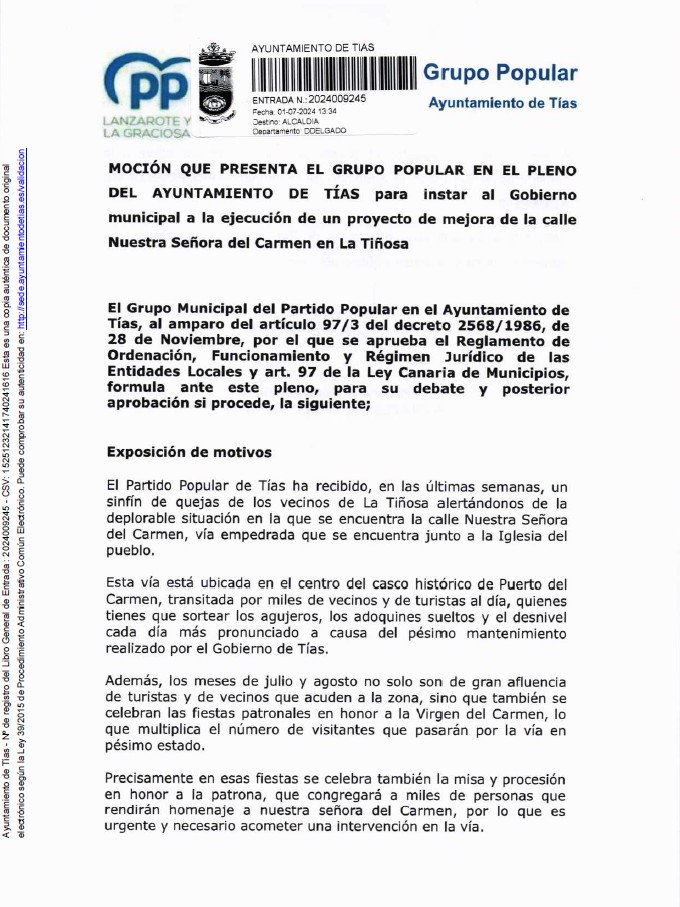 AYUNTAMIENTO DE TIAS
ENTRADA N.: 2024009245
Fecha: 01-07-2024 13:34
Destino: ALCALDIA
Departamento: DDELGADO
pp
LANZAROTE Y
LA GRACIOSA
Grupo Popular
Ayuntamiento de Tías
MOCIÓN QUE PRESENTA EL GRUPO POPULAR EN EL PLENO
DEL AYUNTAMIENTO DE TÍAS para instar al Gobierno
municipal a la ejecución de un proyecto de mejora de la calle
Nuestra Señora del Carmen en La Tiñosa
El Grupo Municipal del Partido Popular en el Ayuntamiento de
Tías, al amparo del artículo 97/3 del decreto 2568/1986, de
28 de Noviembre, por el que se aprueba el Reglamento de
Ordenación, Funcionamiento y Régimen Jurídico de las
Entidades Locales y art. 97 de la Ley Canaria de Municipios,
formula ante este pleno, para su debate y posterior
aprobación si procede, la siguiente;
Exposición de motivos
El Partido Popular de Tías ha recibido, en las últimas semanas, un
sinfín de quejas de los vecinos de La Tiñosa alertándonos de la
deplorable situación en la que se encuentra la calle Nuestra Señora
del Carmen, vía empedrada que se encuentra junto a la Iglesia del
pueblo.
Esta vía está ubicada en el centro del casco histórico de Puerto del
Carmen, transitada por miles de vecinos y de turistas al día, quienes
tienes que sortear los agujeros, los adoquines sueltos y el desnivel
cada día más pronunciado a causa del pésimo mantenimiento
realizado por el Gobierno de Tías.
Además, los meses de julio y agosto no solo son de gran afluencia
de turistas y de vecinos que acuden a la zona, sino que también se
celebran las fiestas patronales en honor a la Virgen del Carmen, lo
que multiplica el número de visitantes que pasarán por la vía en
pésimo estado.
Precisamente en esas fiestas se celebra también la misa y procesión
en honor a la patrona, que congregará a miles de personas que
rendirán homenaje a nuestra señora del Carmen, por lo que es
urgente y necesario acometer una intervención en la vía.
Ayuntamiento de Tías - Nº de registro del Libro General de Entrada: 2024009245 - CSV: 15251232141740241616 Esta es una copia auténtica de documento original
electrónico según la Ley 39/2015 de Procedimiento Administrativo Común Electrónico. Puede comprobar su autenticidad en: http://sede.ayuntamientodetias.es/validacion